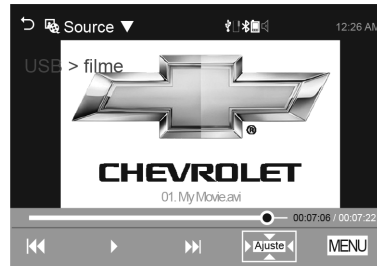 Source ▼ 12:26 AM
USB > filme
®
CHEVROLET
01. My Movie.avi
00:07:06 / 00:07:22
Ajuste MENU